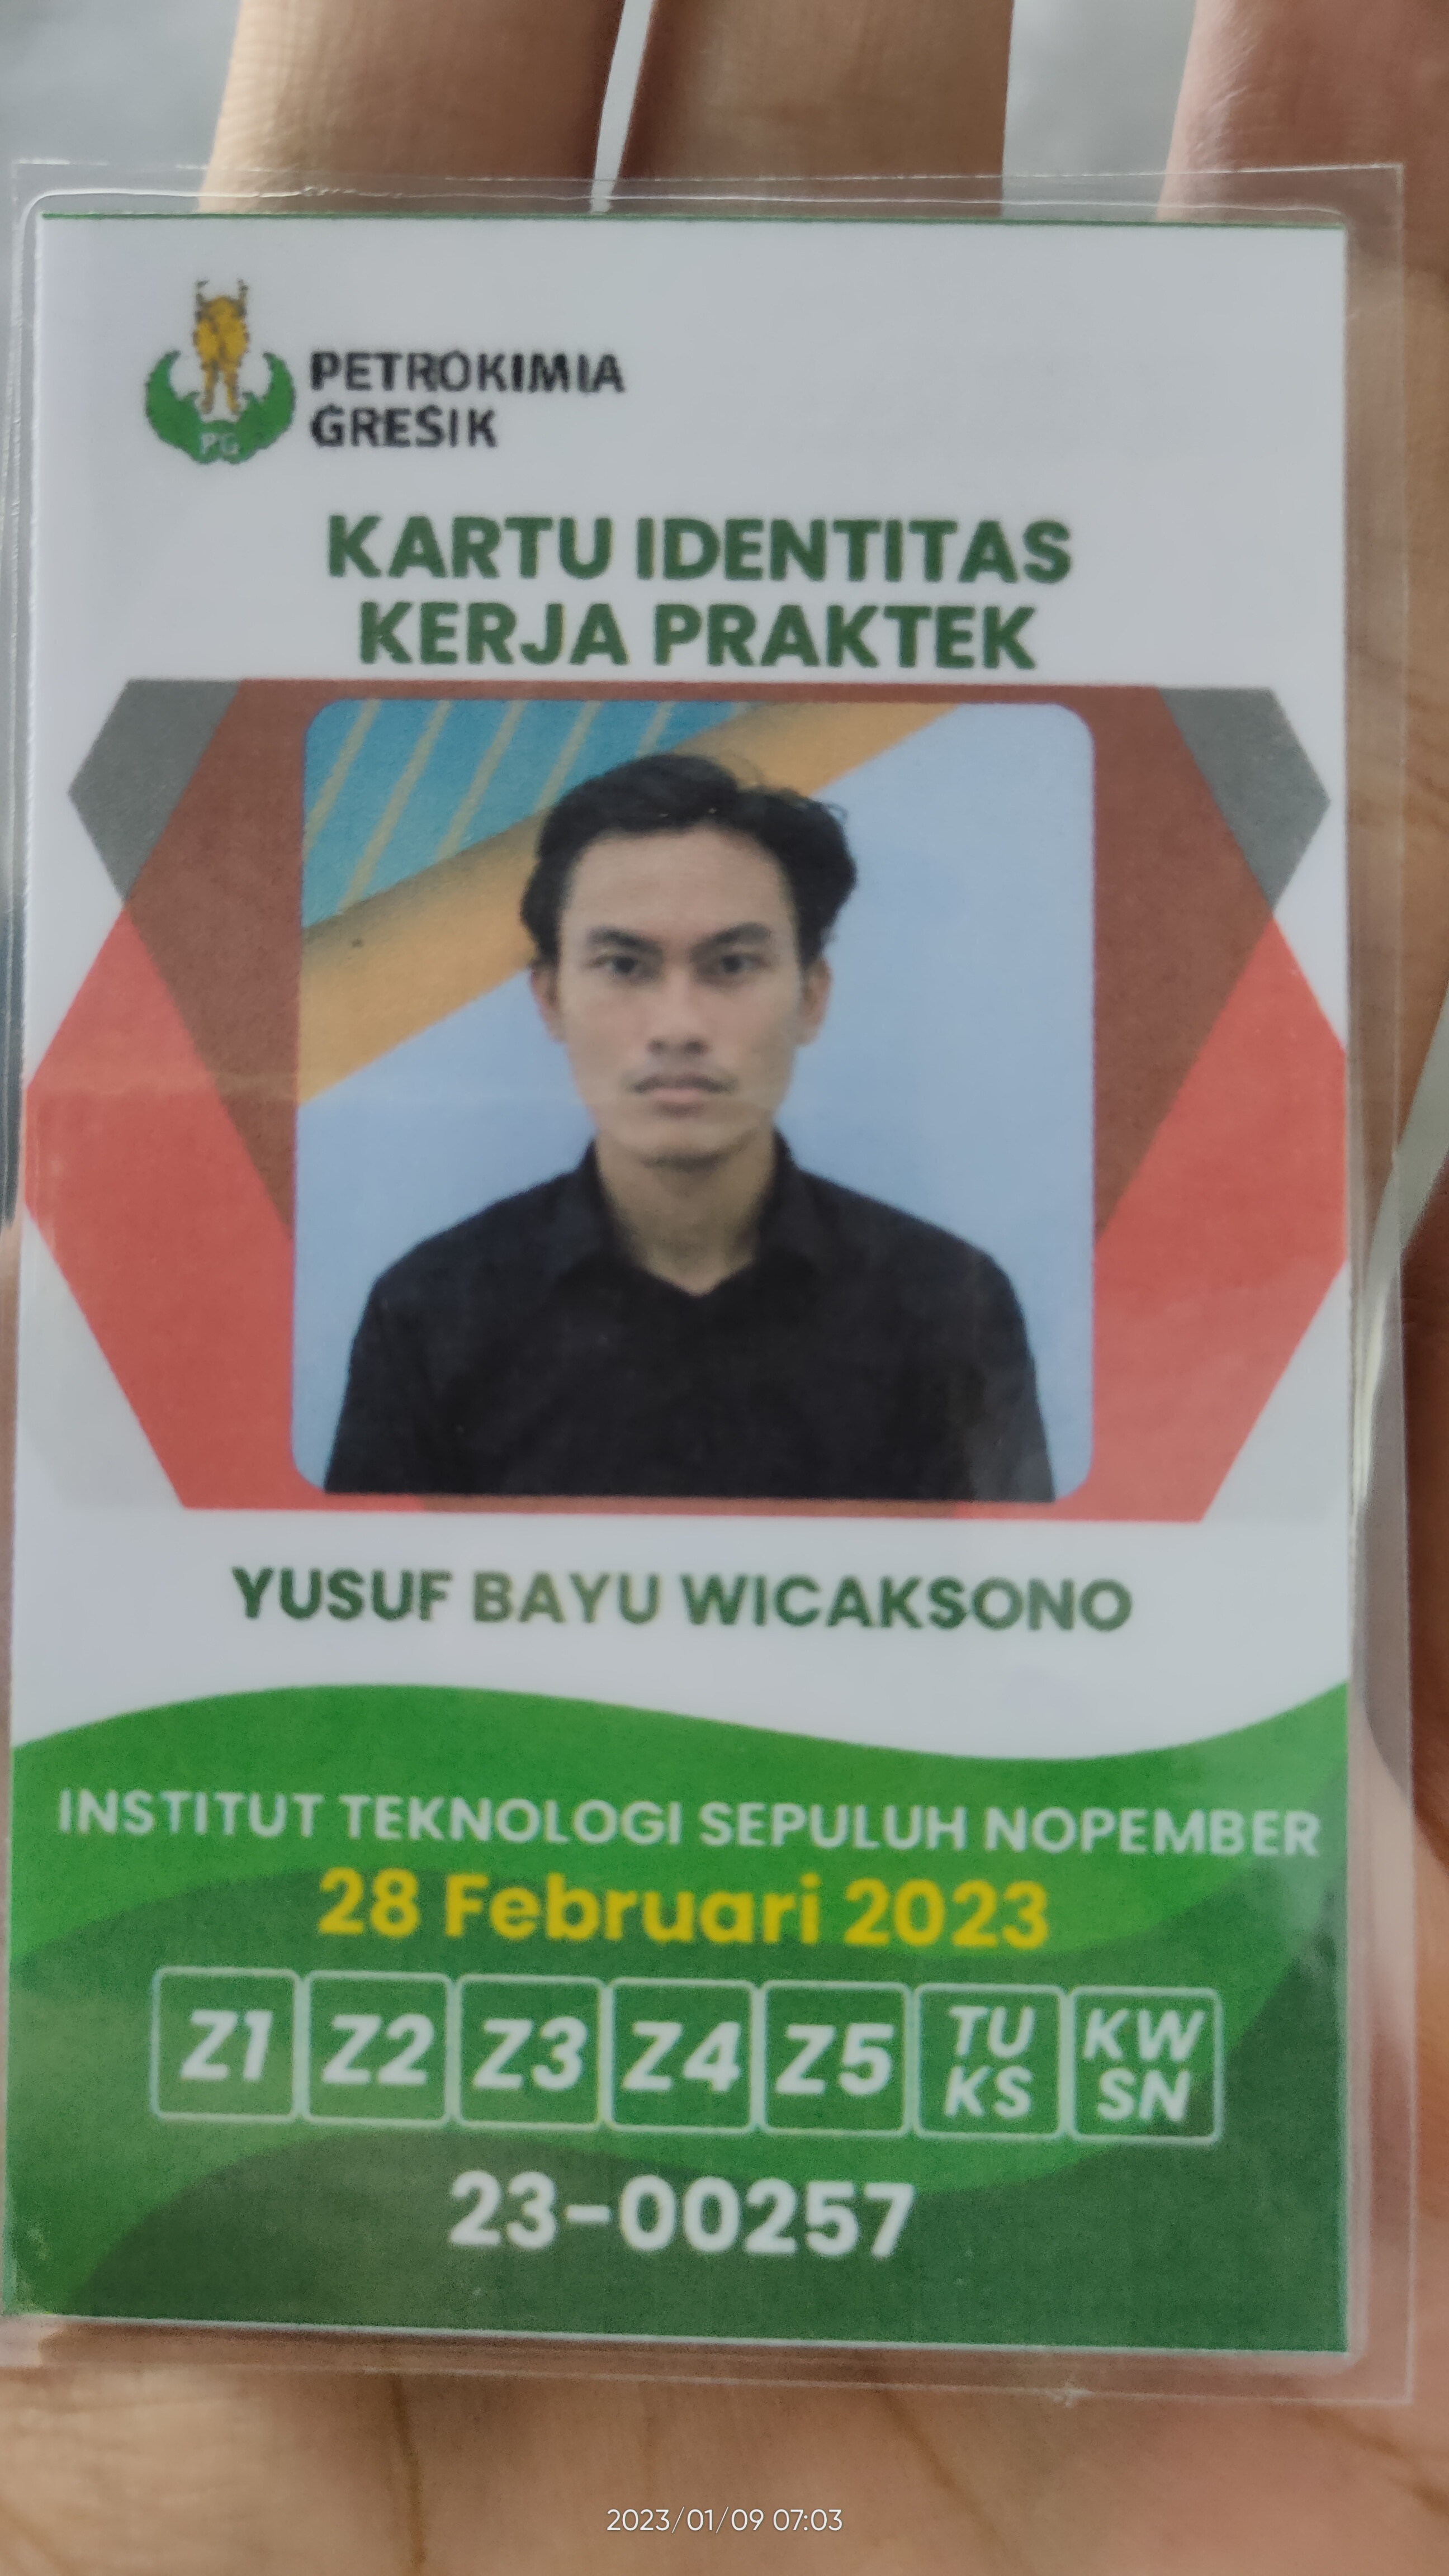 PG
PETROKIMIA
GRESIK
KARTU IDENTITAS
KERJA PRAKTEK
YUSUF BAYU WICAKSONO
INSTITUT TEKNOLOGI SEPULUH NOPEMBER
28 Februari 2023
Z1 Z2 Z3 Z4 Z5 TU KS KW SN
23-00257
2023/01/09 07:03